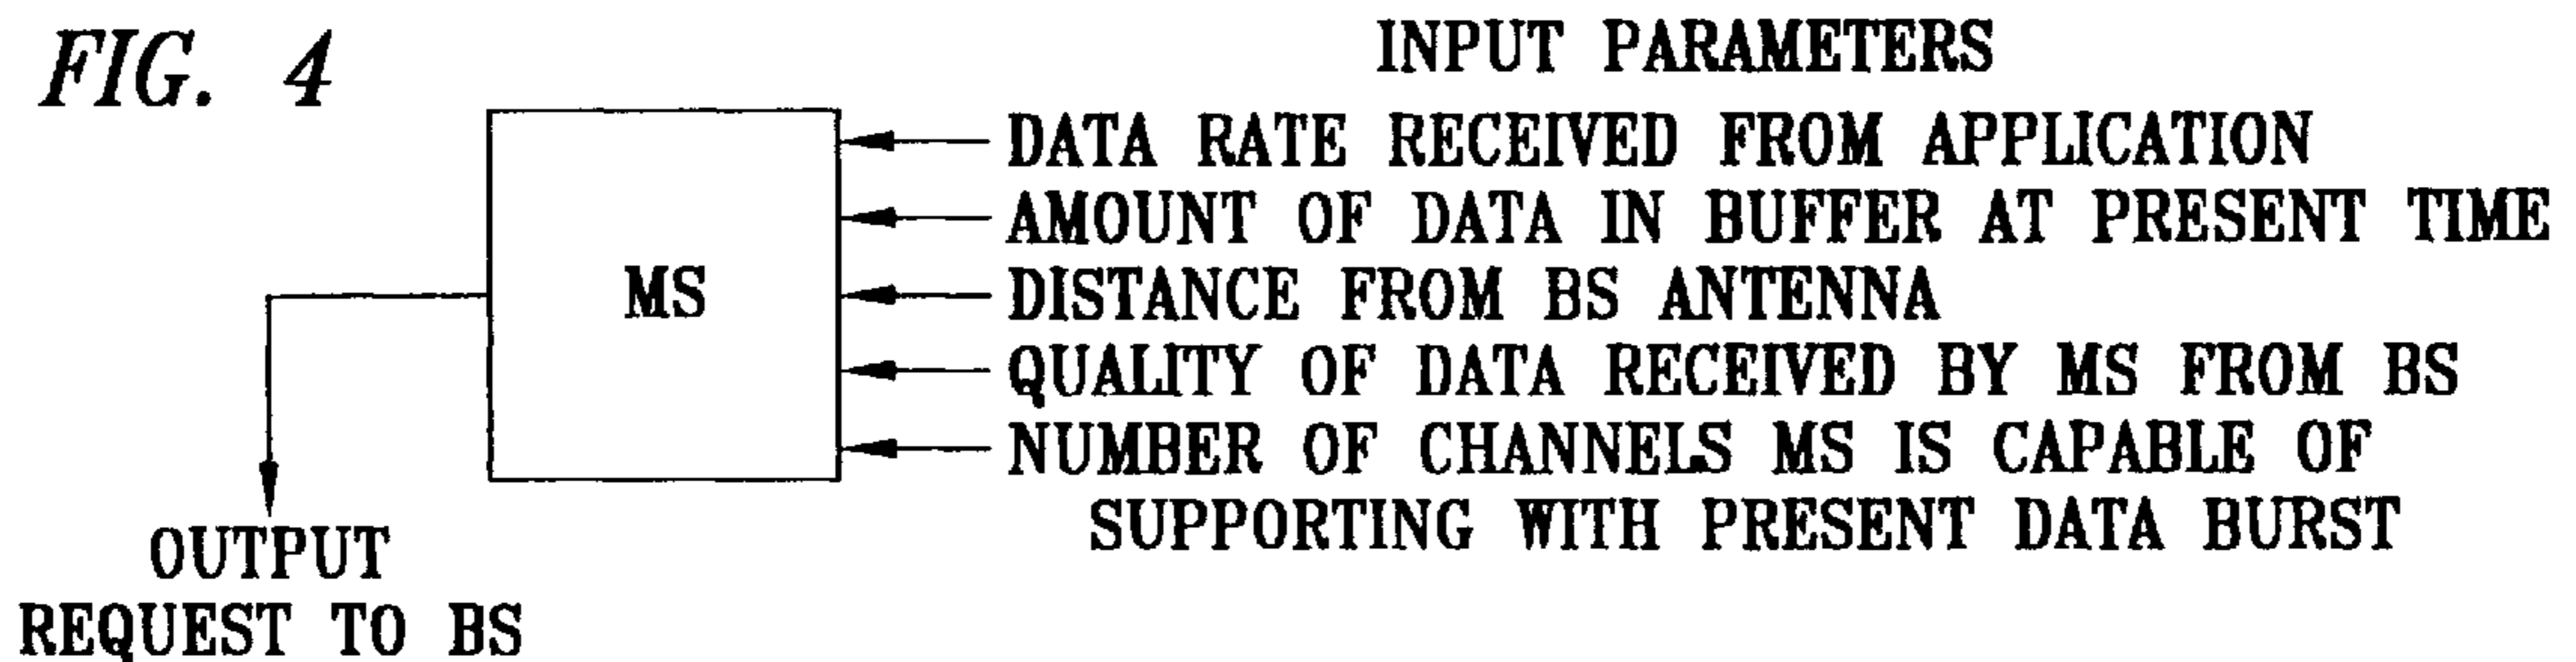 FIG. 4
INPUT PARAMETERS
DATA RATE RECEIVED FROM APPLICATION
AMOUNT OF DATA IN BUFFER AT PRESENT TIME
DISTANCE FROM BS ANTENNA
QUALITY OF DATA RECEIVED BY MS FROM BS
NUMBER OF CHANNELS MS IS CAPABLE OF
SUPPORTING WITH PRESENT DATA BURST
MS
OUTPUT
REQUEST TO BS